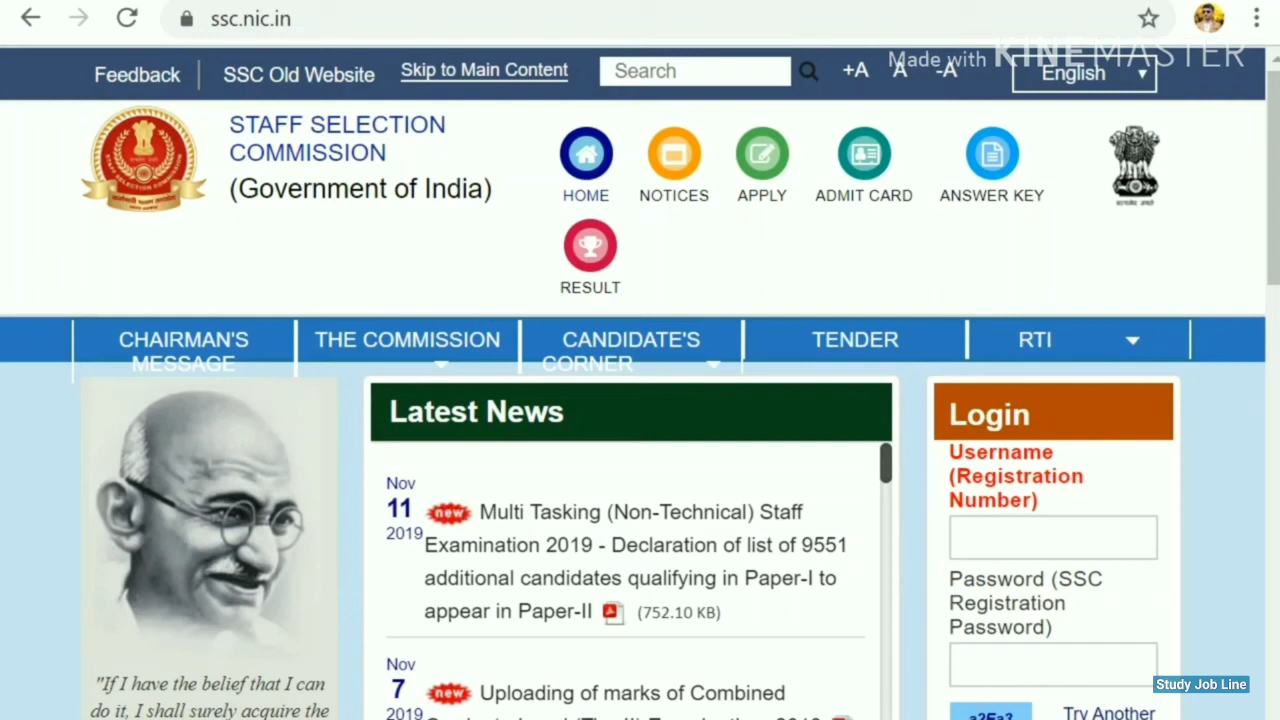 ssc.nic.in
Feedback
SSC Old Website
Skip to Main Content
Search
+A
A
-A
Made with KINEMASTER
English
STAFF SELECTION
COMMISSION
(Government of India)
HOME
NOTICES
APPLY
ADMIT CARD
ANSWER KEY
RESULT
CHAIRMAN'S
MESSAGE
THE COMMISSION
CANDIDATE'S
CORNER
TENDER
RTI
"If I have the belief that I can
do it, I shall surely acquire the
Latest News
Nov
11
2019
new Multi Tasking (Non-Technical) Staff
Examination 2019 - Declaration of list of 9551
additional candidates qualifying in Paper-I to
appear in Paper-II (752.10 KB)
Nov
7
2019
new Uploading of marks of Combined
Login
Username
(Registration
Number)
Password (SSC
Registration
Password)
Try Another
Study Job Line